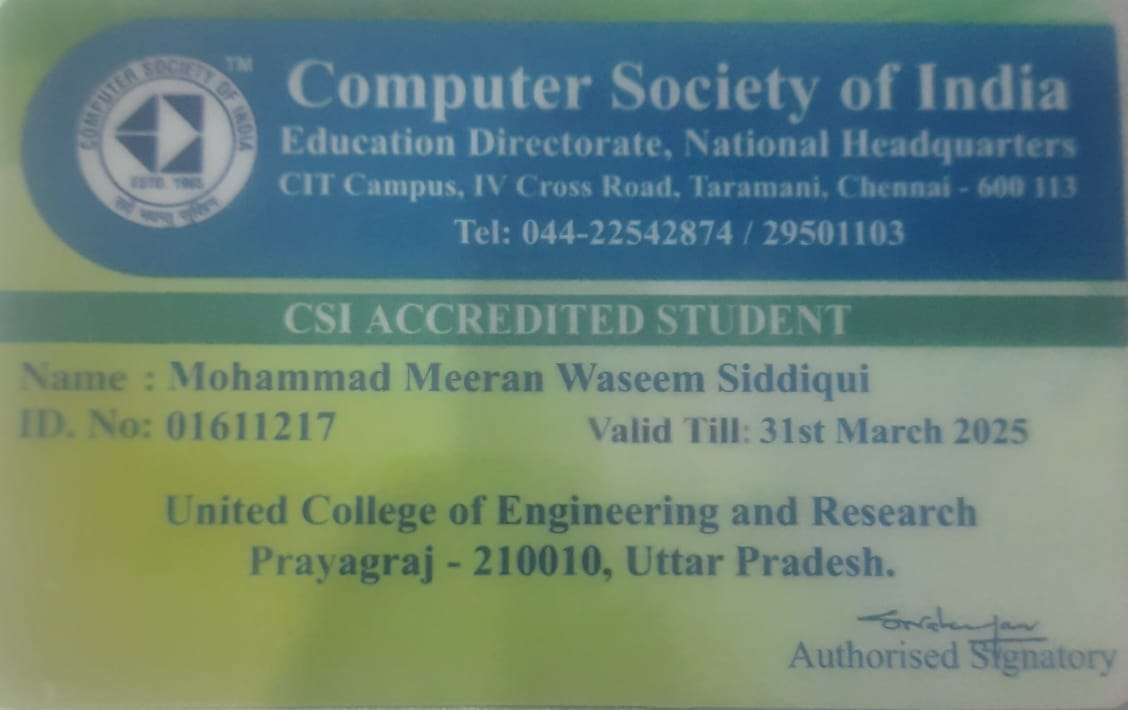 COMPUTER SOCIETY OF INDIA
TM
ESTD. 1965
Computer Society of India
Education Directorate, National Headquarters
CIT Campus, IV Cross Road, Taramani, Chennai - 600 113
Tel: 044-22542874 / 29501103
CSI ACCREDITED STUDENT
Name : Mohammad Meeran Waseem Siddiqui
ID. No: 01611217 Valid Till: 31st March 2025
United College of Engineering and Research
Prayagraj - 210010, Uttar Pradesh.
Authorised Signatory